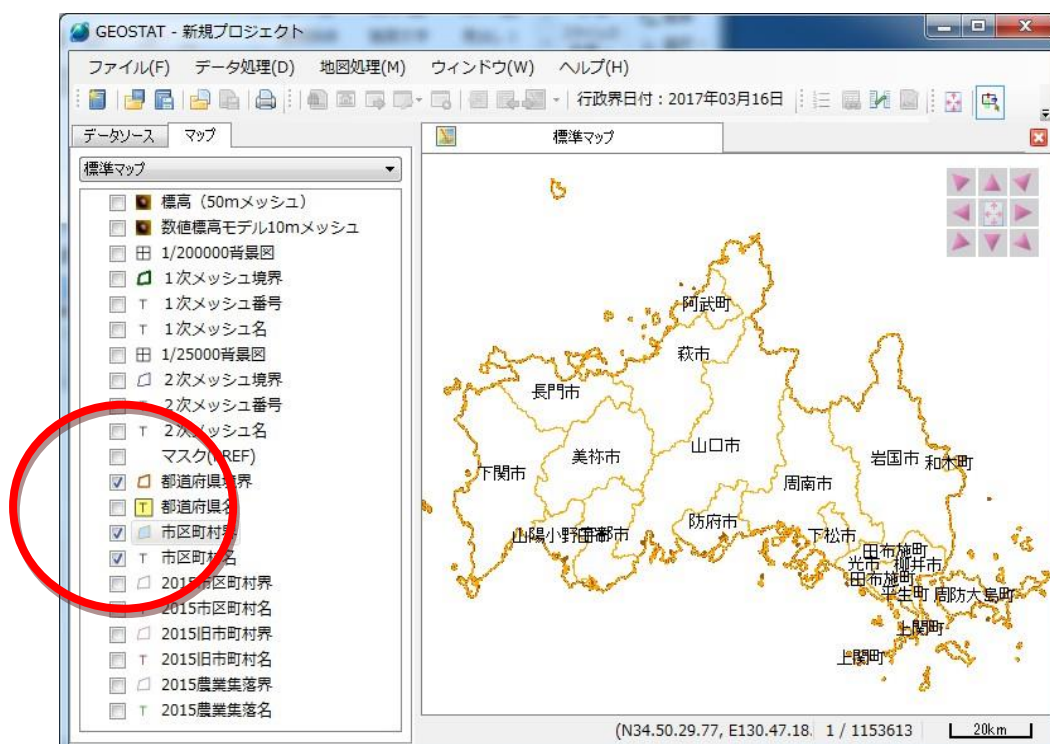 GEOSTAT - 新規プロジェクト
ファイル(F) データ処理(D) 地図処理(M) ウィンドウ(W) ヘルプ(H)
行政界日付：2017年03月16日
データソース マップ
標準マップ
標準マップ
標高（50mメッシュ）
数値標高モデル10mメッシュ
1/200000背景図
1次メッシュ境界
1次メッシュ番号
1次メッシュ名
1/25000背景図
2次メッシュ境界
2次メッシュ番号
2次メッシュ名
マスク(PREF)
都道府県境界
都道府県名
市区町村界
市区町村名
2015市区町村界
2015市区町村名
2015旧市町村界
2015旧市町村名
2015農業集落界
2015農業集落名
阿武町
萩市
長門市
山口市
美祢市
岩国市
和木町
下関市
周南市
防府市
山陽小野田市
宇部市
下松市
田布施町
光市
柳井市
田布施町
平生町
周防大島町
上関町
上関町
(N34.50.29.77, E130.47.18. 1 / 1153613 20km